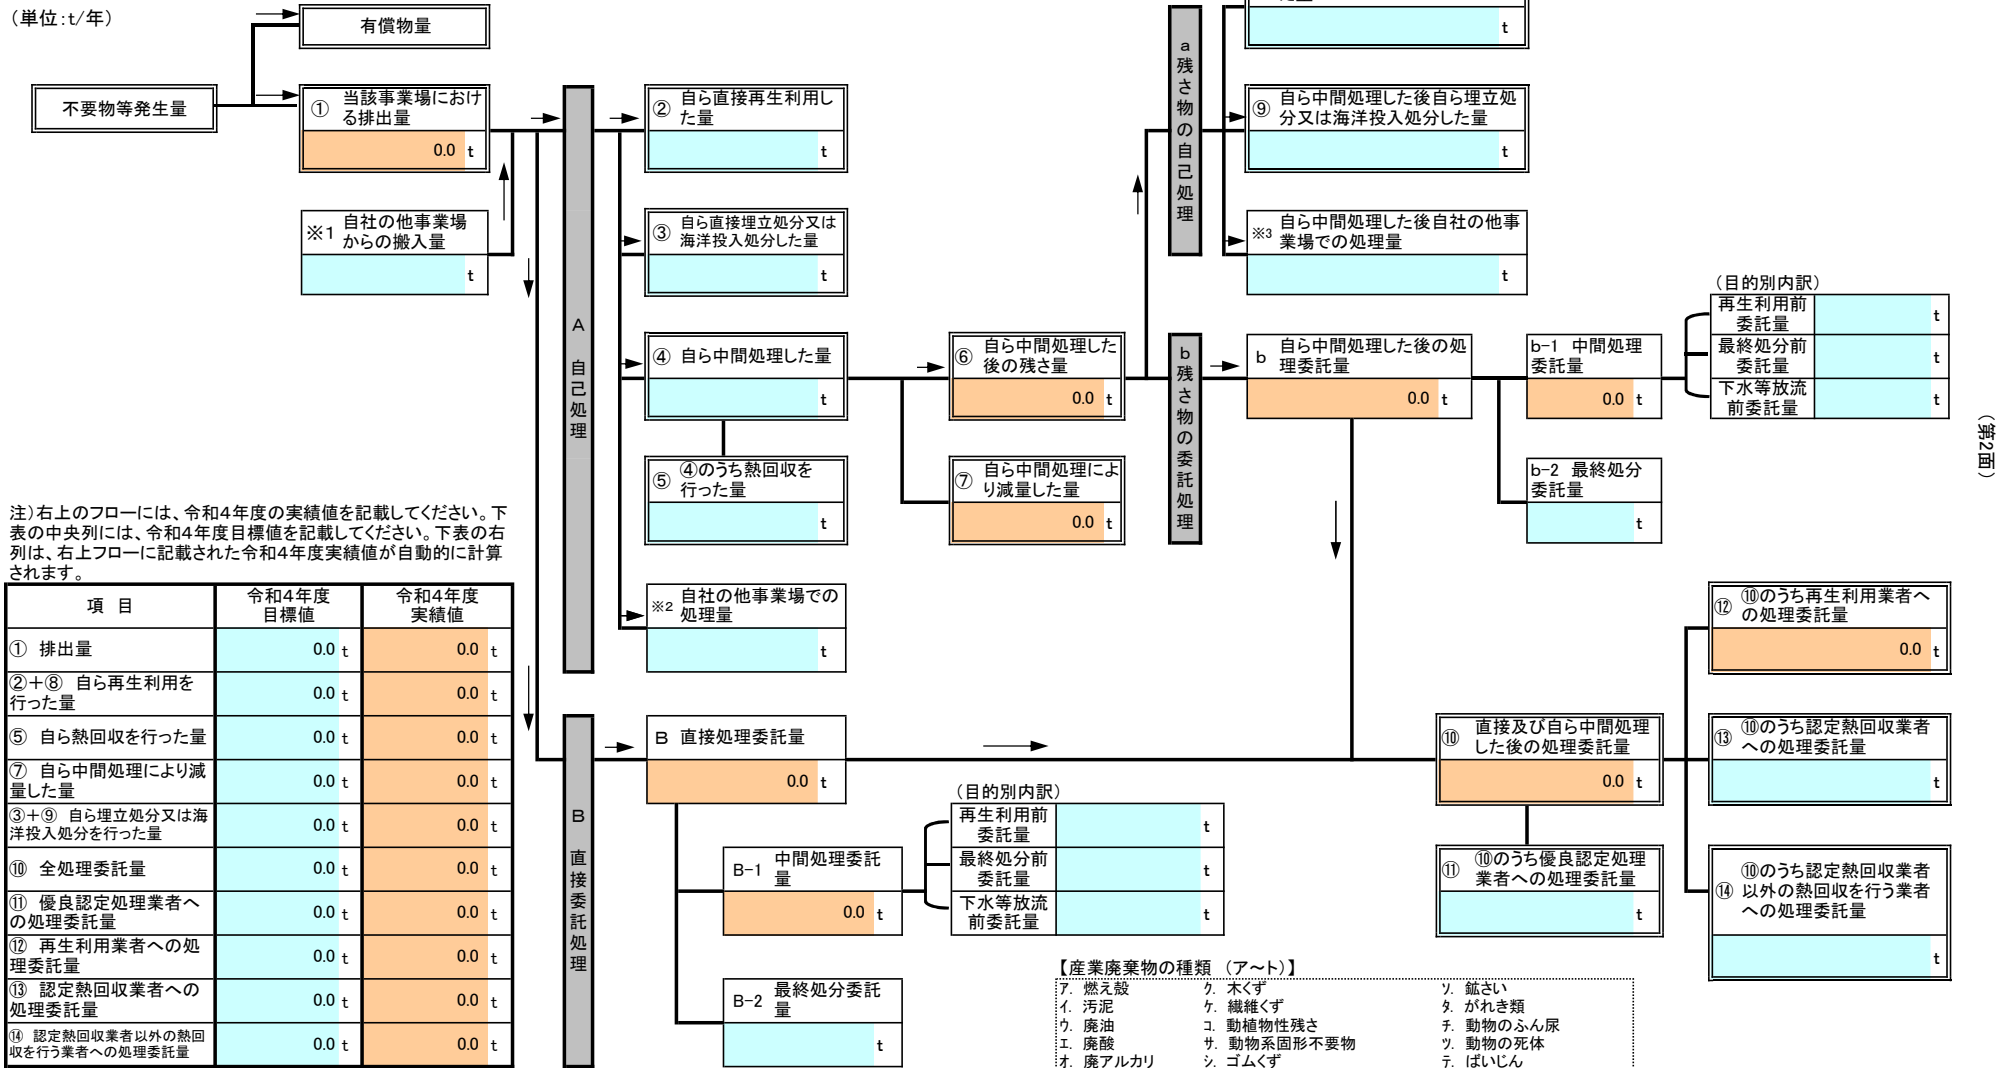 (単位:t/年)
有償物量
不要物等発生量
① 当該事業場におけ
る排出量
0.0 t
※1 自社の他事業場
からの搬入量
t
A 自己処理
② 自ら直接再生利用し
た量
t
③ 自ら直接埋立処分又は
海洋投入処分した量
t
④ 自ら中間処理した量
t
⑤ ④のうち熱回収を
行った量
t
※2 自社の他事業場での
処理量
t
⑥ 自ら中間処理した
後の残さ量
0.0 t
⑦ 自ら中間処理によ
り減量した量
0.0 t
a 残さ物の自己処理
t
⑨ 自ら中間処理した後自ら埋立処
分又は海洋投入処分した量
t
※3 自ら中間処理した後自社の他事
業場での処理量
t
b 残さ物の委託処理
b 自ら中間処理した後の処
理委託量
0.0 t
b-1 中間処理
委託量
0.0 t
b-2 最終処分
委託量
t
(目的別内訳)
再生利用前
委託量
t
最終処分前
委託量
t
下水等放流
前委託量
t
(第2面)
注)右上のフローには、令和4年度の実績値を記載してください。下
表の中央列には、令和4年度目標値を記載してください。下表の右
列は、右上フローに記載された令和4年度実績値が自動的に計算
されます。
項 目 令和4年度
目標値 令和4年度
実績値
① 排出量 0.0 t 0.0 t
②+⑧ 自ら再生利用を
行った量 0.0 t 0.0 t
⑤ 自ら熱回収を行った量 0.0 t 0.0 t
⑦ 自ら中間処理により減
量した量 0.0 t 0.0 t
③+⑨ 自ら埋立処分又は海
洋投入処分を行った量 0.0 t 0.0 t
⑩ 全処理委託量 0.0 t 0.0 t
⑪ 優良認定処理業者へ
の処理委託量 0.0 t 0.0 t
⑫ 再生利用業者への処
理委託量 0.0 t 0.0 t
⑬ 認定熱回収業者への
処理委託量 0.0 t 0.0 t
⑭ 認定熱回収業者以外の熱回
収を行う業者への処理委託量 0.0 t 0.0 t
B 直接委託処理
B 直接処理委託量
0.0 t
B-1 中間処理委託
量
0.0 t
B-2 最終処分委託
量
t
(目的別内訳)
再生利用前
委託量
t
最終処分前
委託量
t
下水等放流
前委託量
t
⑩ 直接及び自ら中間処理
した後の処理委託量
0.0 t
⑪ ⑩のうち優良認定処理
業者への処理委託量
t
⑫ ⑩のうち再生利用業者へ
の処理委託量
0.0 t
⑬ ⑩のうち認定熱回収業者
への処理委託量
t
⑭ ⑩のうち認定熱回収業者
以外の熱回収を行う業者
への処理委託量
t
【産業廃棄物の種類 (ア~ト)】
ア. 燃え殻 ク. 木くず ソ. 鉱さい
イ. 汚泥 ケ. 繊維くず タ. がれき類
ウ. 廃油 コ. 動植物性残さ チ. 動物のふん尿
エ. 廃酸 サ. 動物系固形不要物 ツ. 動物の死体
オ. 廃アルカリ シ. ゴムくず テ. ばいじん